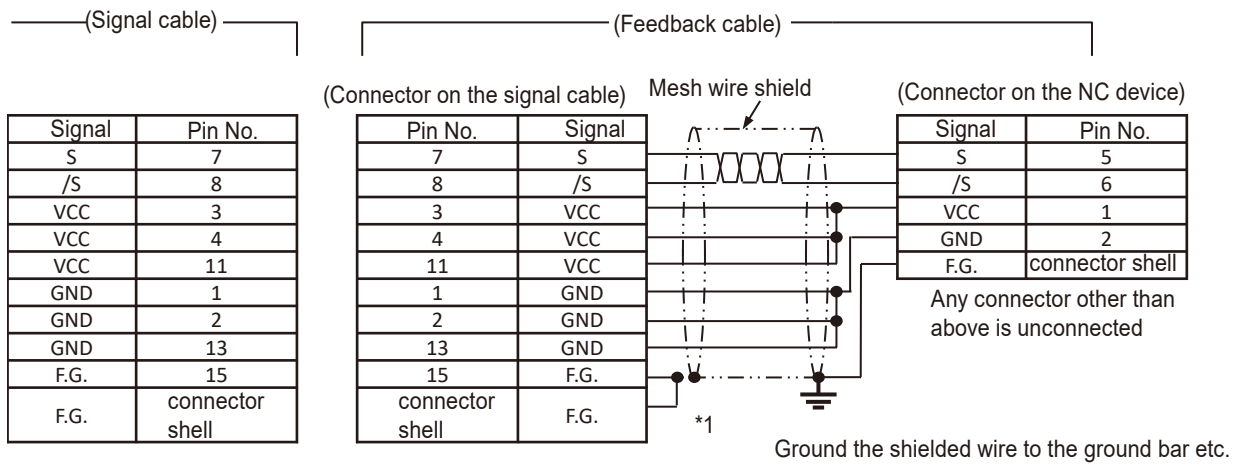 (Signal cable)
(Feedback cable)
(Connector on the signal cable)
Mesh wire shield
(Connector on the NC device)
Signal Pin No.
S 7
/S 8
VCC 3
VCC 4
VCC 11
GND 1
GND 2
GND 13
F.G. 15
F.G. connector shell
Pin No. Signal
7 S
8 /S
3 VCC
4 VCC
11 VCC
1 GND
2 GND
13 GND
15 F.G.
connector shell F.G.
*1
Signal Pin No.
S 5
/S 6
VCC 1
GND 2
F.G. connector shell
Any connector other than
above is unconnected
Ground the shielded wire to the ground bar etc.